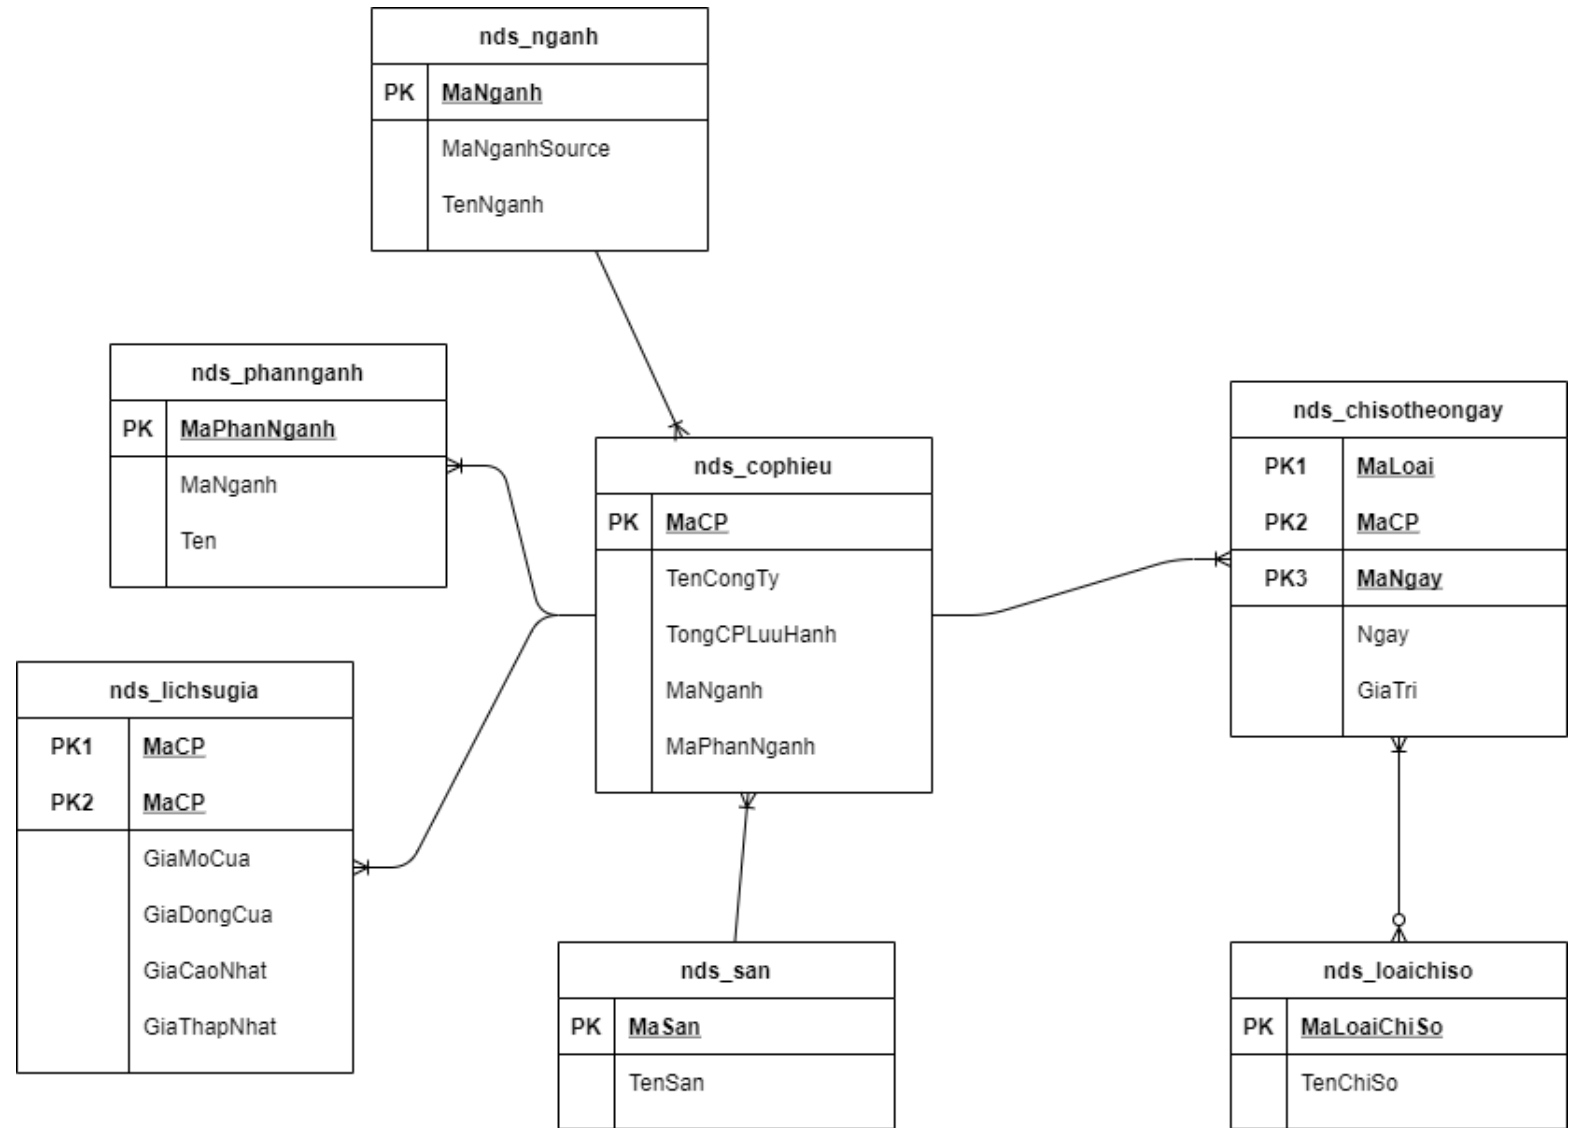 nds_nganh
PK MaNganh
MaNganhSource
TenNganh
nds_phannganh
PK MaPhanNganh
MaNganh
Ten
nds_lichsugia
PK1 MaCP
PK2 MaCP
GiaMoCua
GiaDongCua
GiaCaoNhat
GiaThapNhat
nds_cophieu
PK MaCP
TenCongTy
TongCPLuuHanh
MaNganh
MaPhanNganh
nds_san
PK MaSan
TenSan
nds_chisotheongay
PK1 MaLoai
PK2 MaCP
PK3 MaNgay
Ngay
GiaTri
nds_loaichiso
PK MaLoaiChiSo
TenChiSo